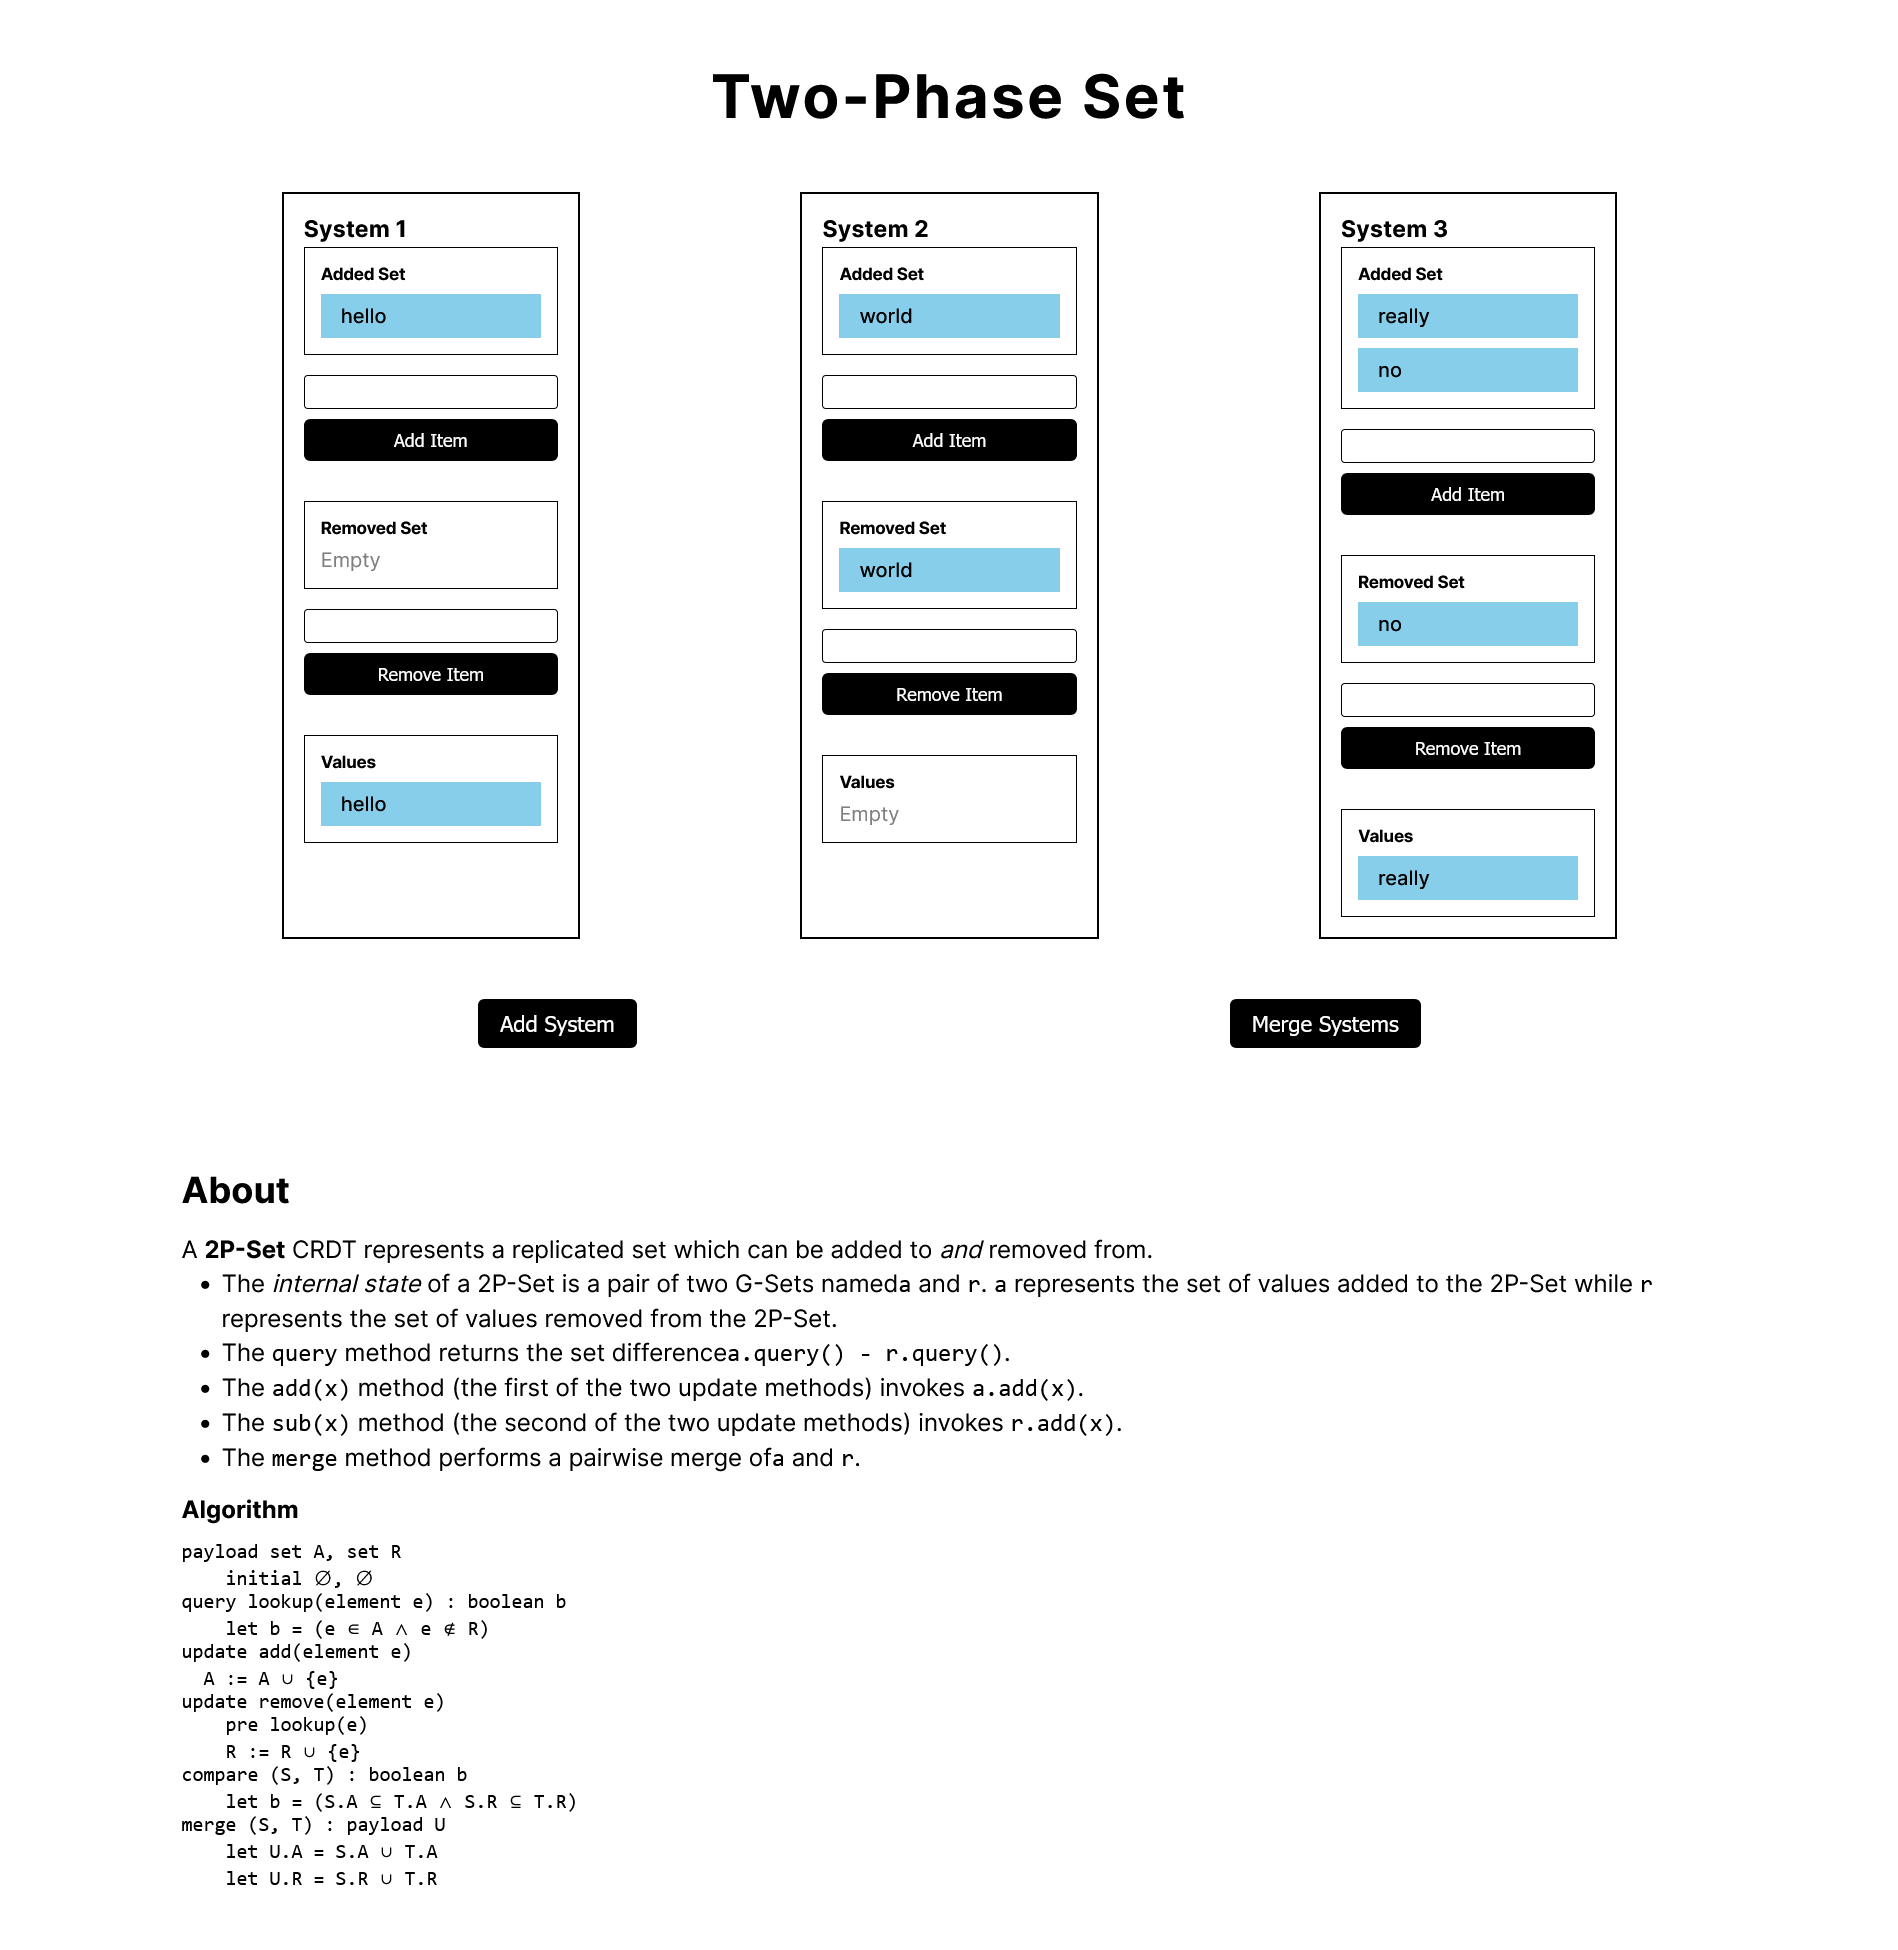 Two-Phase Set
System 1
Added Set
hello
Add Item
Removed Set
Empty
Remove Item
Values
hello
System 2
Added Set
world
Add Item
Removed Set
world
Remove Item
Values
Empty
System 3
Added Set
really
no
Add Item
Removed Set
no
Remove Item
Values
really
Add System
Merge Systems
About
A 2P-Set CRDT represents a replicated set which can be added to and removed from.
• The internal state of a 2P-Set is a pair of two G-Sets nameda and r. a represents the set of values added to the 2P-Set while r
represents the set of values removed from the 2P-Set.
• The query method returns the set differencea.query() - r.query().
• The add(x) method (the first of the two update methods) invokes a.add(x).
• The sub(x) method (the second of the two update methods) invokes r.add(x).
• The merge method performs a pairwise merge ofa and r.
Algorithm
payload set A, set R
    initial ∅, ∅
query lookup(element e) : boolean b
    let b = (e ∈ A ∧ e ∉ R)
update add(element e)
  A := A ∪ {e}
update remove(element e)
    pre lookup(e)
    R := R ∪ {e}
compare (S, T) : boolean b
    let b = (S.A ⊆ T.A ∧ S.R ⊆ T.R)
merge (S, T) : payload U
    let U.A = S.A ∪ T.A
    let U.R = S.R ∪ T.R